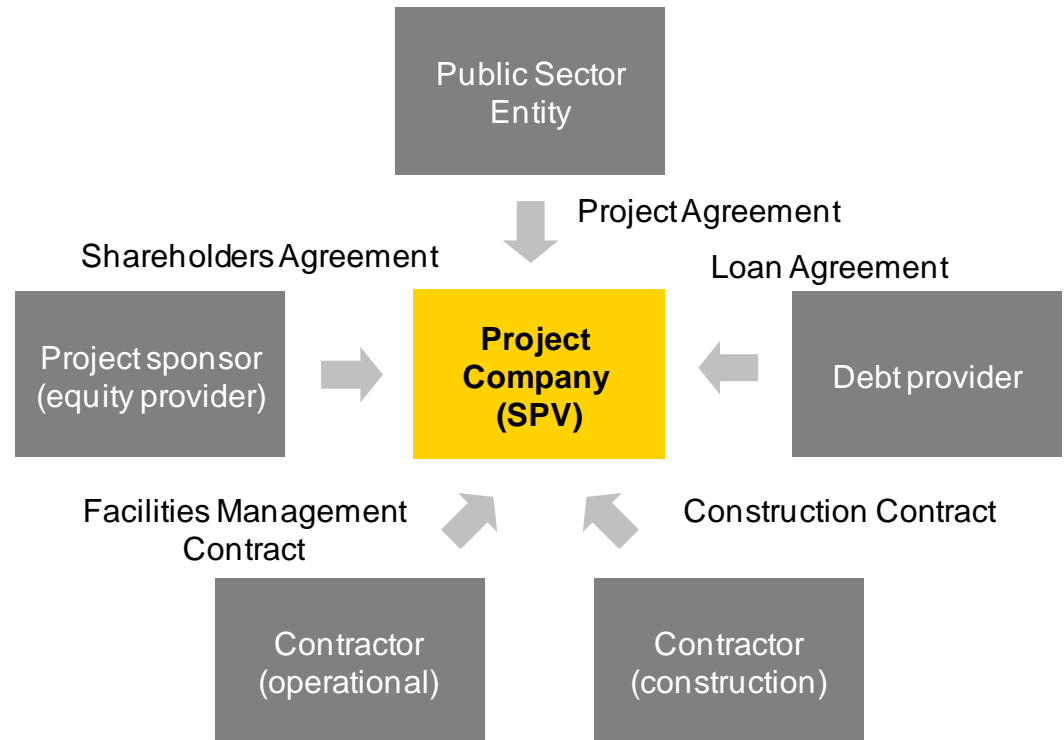 Public Sector
Entity
Project Agreement
Shareholders Agreement
Loan Agreement
Project sponsor
(equity provider)
Project
Company
(SPV)
Debt provider
Facilities Management
Contract
Construction Contract
Contractor
(operational)
Contractor
(construction)